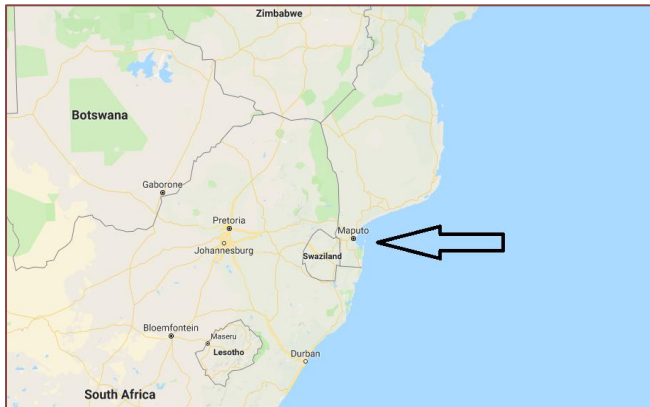 Zimbabwe
Botswana
Gaborone
Pretoria
Johannesburg
Maputo
Swaziland
Bloemfontein
Maseru
Lesotho
Durban
South Africa